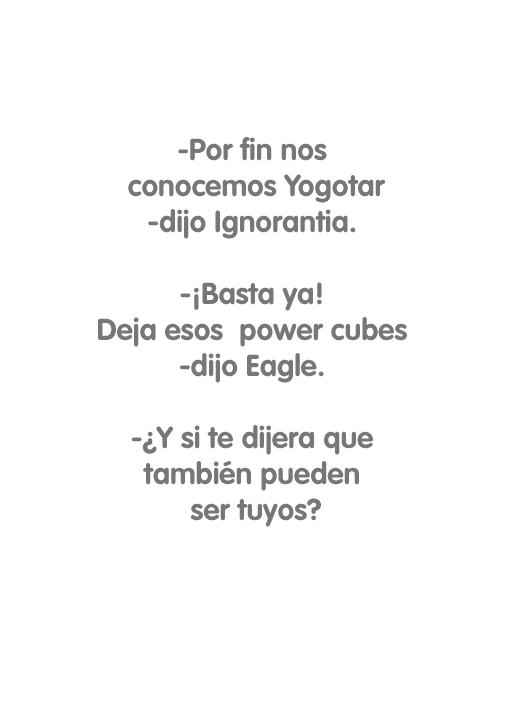 -Por fin nos
conocemos Yogotar
-dijo Ignorantia.
-¡Basta ya!
Deja esos  power cubes
-dijo Eagle.
-¿Y si te dijera que
también pueden
ser tuyos?